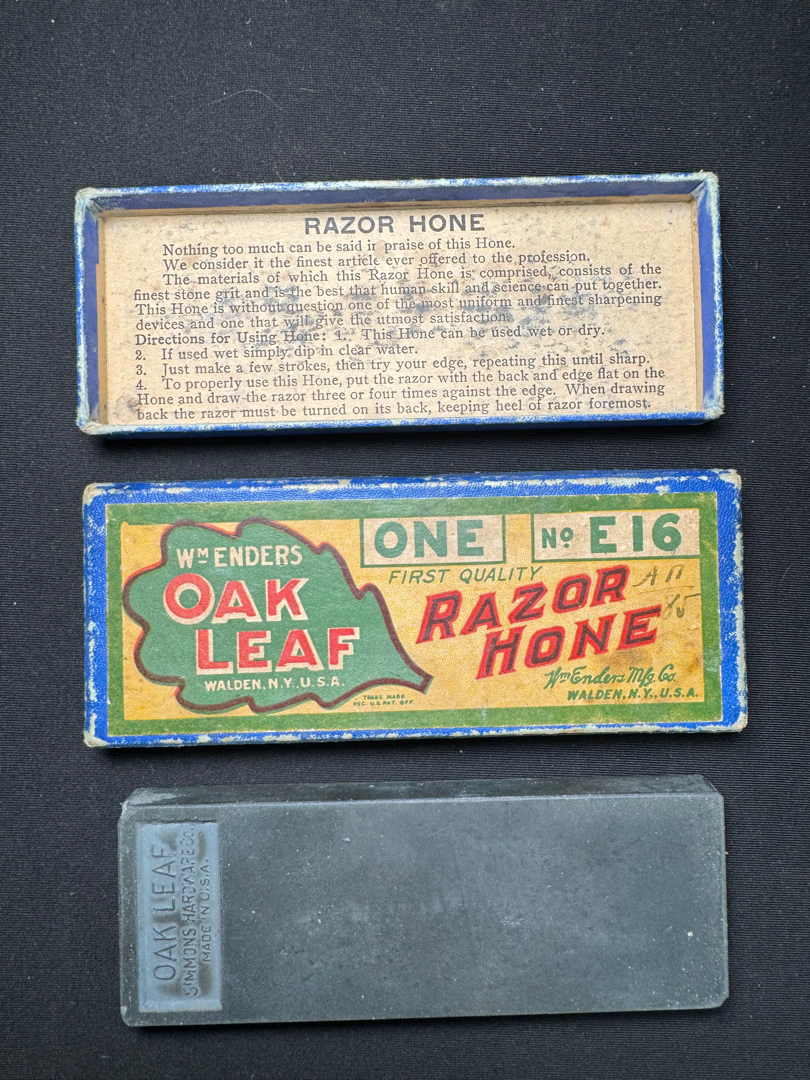 RAZOR HONE
Nothing too much can be said in praise of this Hone.
We consider it the finest article ever offered to the profession.
The materials of which this Razor Hone is comprised, consists of the
finest stone grit and is the best that human skill and science can put together.
This Hone is without question one of the most uniform and finest sharpening
devices and one that will give the utmost satisfaction.
Directions for Using Hone: 1. This Hone can be used wet or dry.
2. If used wet simply dip in clear water.
3. Just make a few strokes, then try your edge, repeating this until sharp.
4. To properly use this Hone, put the razor with the back and edge flat on the
Hone and draw the razor three or four times against the edge. When drawing
back the razor must be turned on its back, keeping heel of razor foremost.
ONE
No E16
WM ENDERS
OAK
LEAF
WALDEN, N.Y., U.S.A.
TRADE MARK
REG. U.S. PAT. OFF.
FIRST QUALITY
RAZOR
HONE
Wm Enders Mfg. Co.
WALDEN, N.Y., U.S.A.
OAK LEAF
SIMMONS HARDWARE CO.
MADE IN U.S.A.